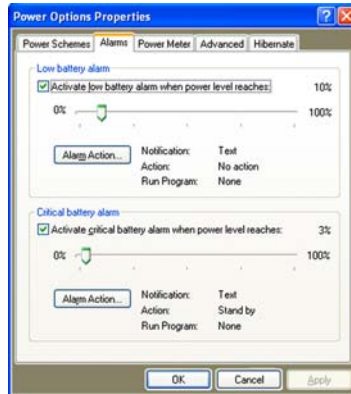 Power Options Properties
Power Schemes Alarms Power Meter Advanced Hibernate
Low battery alarm
Activate low battery alarm when power level reaches: 10%
0% 100%
Alarm Action... Notification: Text
Action: No action
Run Program: None
Critical battery alarm
Activate critical battery alarm when power level reaches: 3%
0% 100%
Alarm Action... Notification: Text
Action: Stand by
Run Program: None
OK Cancel Apply